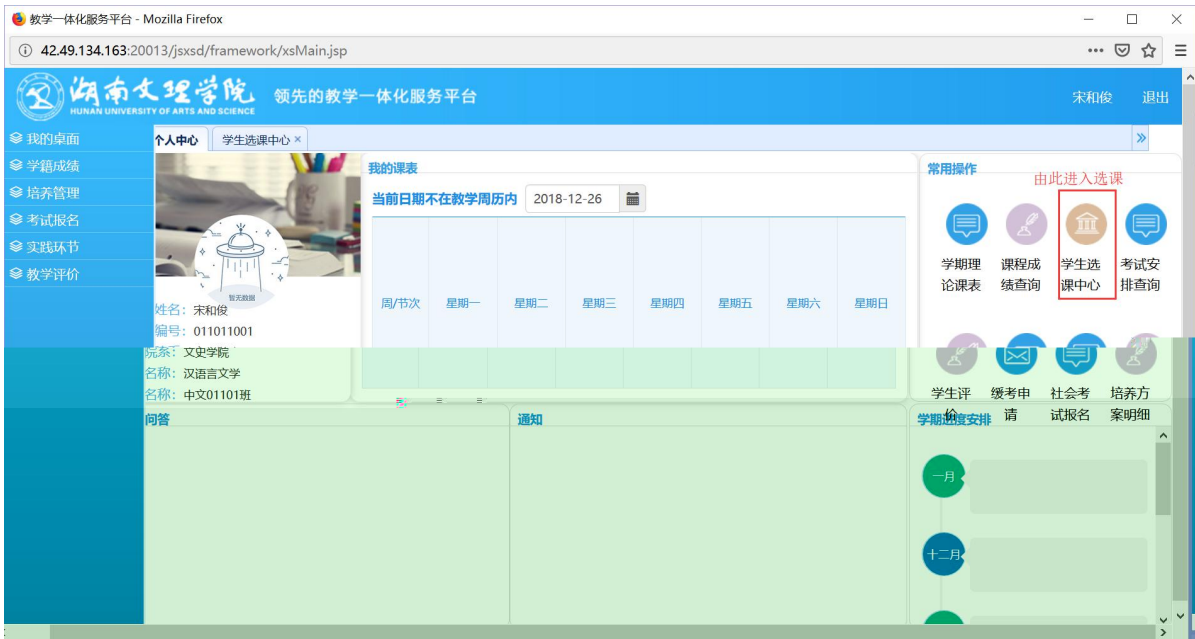 教学一体化服务平台 - Mozilla Firefox
42.49.134.163:20013/jsxsd/framework/xsMain.jsp
湖南文理学院
HUNAN UNIVERSITY OF ARTS AND SCIENCE
领先的教学一体化服务平台
宋和俊 退出
我的桌面
学籍成绩
培养管理
考试报名
实践环节
教学评价
个人中心 学生选课中心 ×
暂无数据
姓名：宋和俊
编号：011011001
院系：文史学院
名称：汉语言文学
名称：中文01101班
我的课表
当前日期不在教学周历内 2018-12-26
周/节次 星期一 星期二 星期三 星期四 星期五 星期六 星期日
常用操作
由此进入选课
学期理论课表
课程成绩查询
学生选课中心
考试安排查询
学生评价
缓考申请
社会考试报名
培养方案明细
问答
通知
学期进度安排
一月
十二月